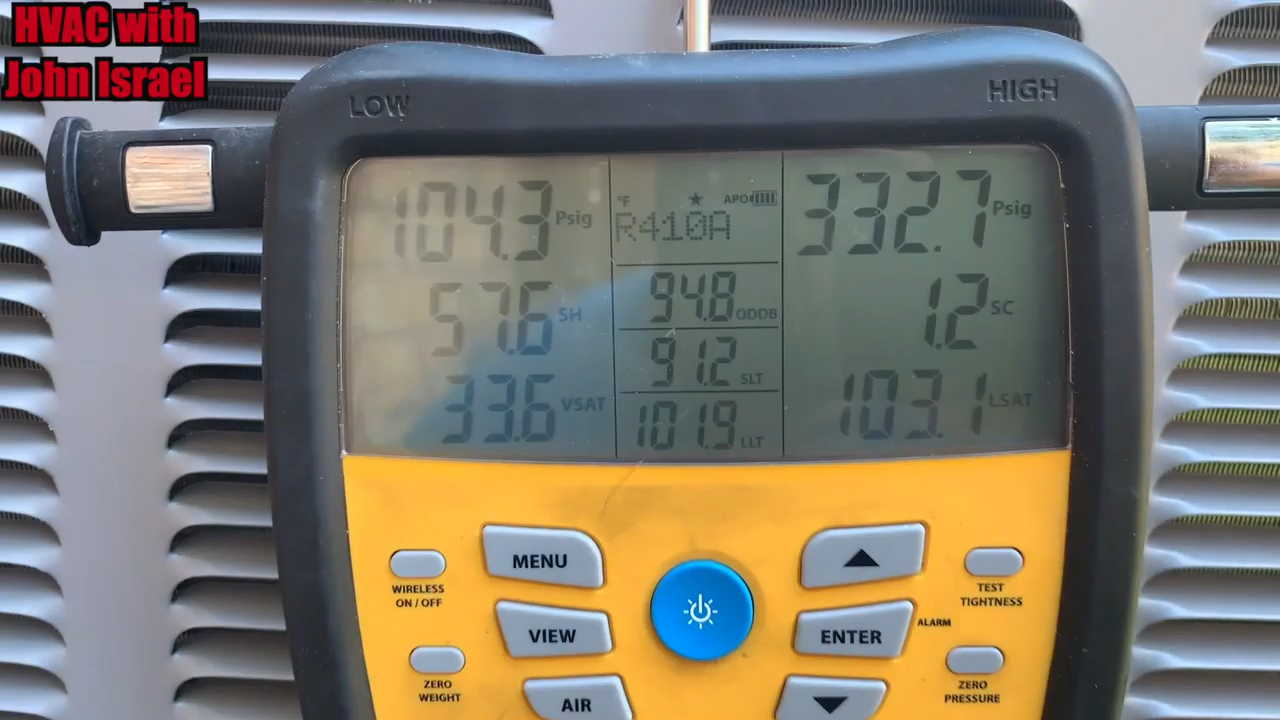 HVAC with
John Israel
LOW
HIGH
104.3 Psig
°F ★ APO
R410A
332.7 Psig
57.6 SH
94.8 ODDB
1.2 SC
91.2 SLT
33.6 VSAT
101.9 LLT
103.1 LSAT
MENU
▲
WIRELESS
ON / OFF
TEST
TIGHTNESS
VIEW
ENTER
ALARM
ZERO
WEIGHT
AIR
▼
ZERO
PRESSURE